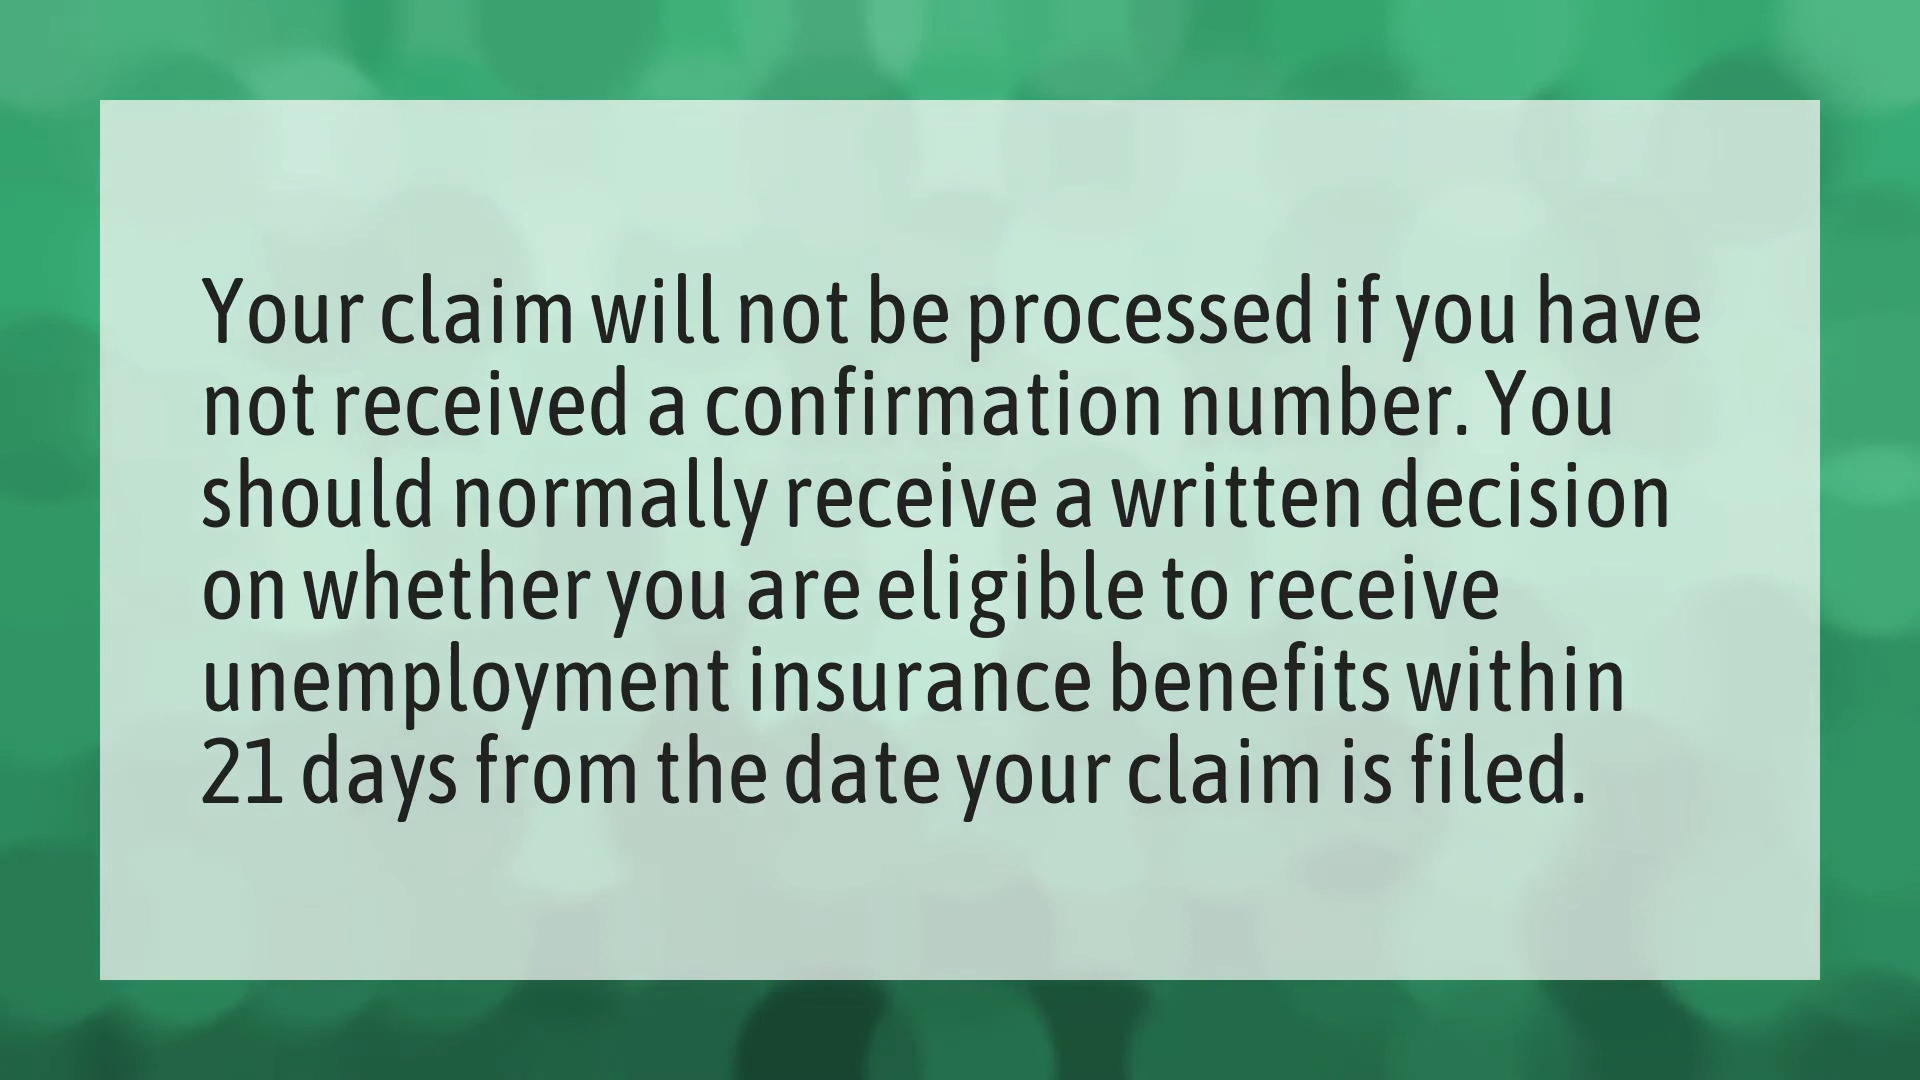 Your claim will not be processed if you have
not received a confirmation number. You
should normally receive a written decision
on whether you are eligible to receive
unemployment insurance benefits within
21 days from the date your claim is filed.